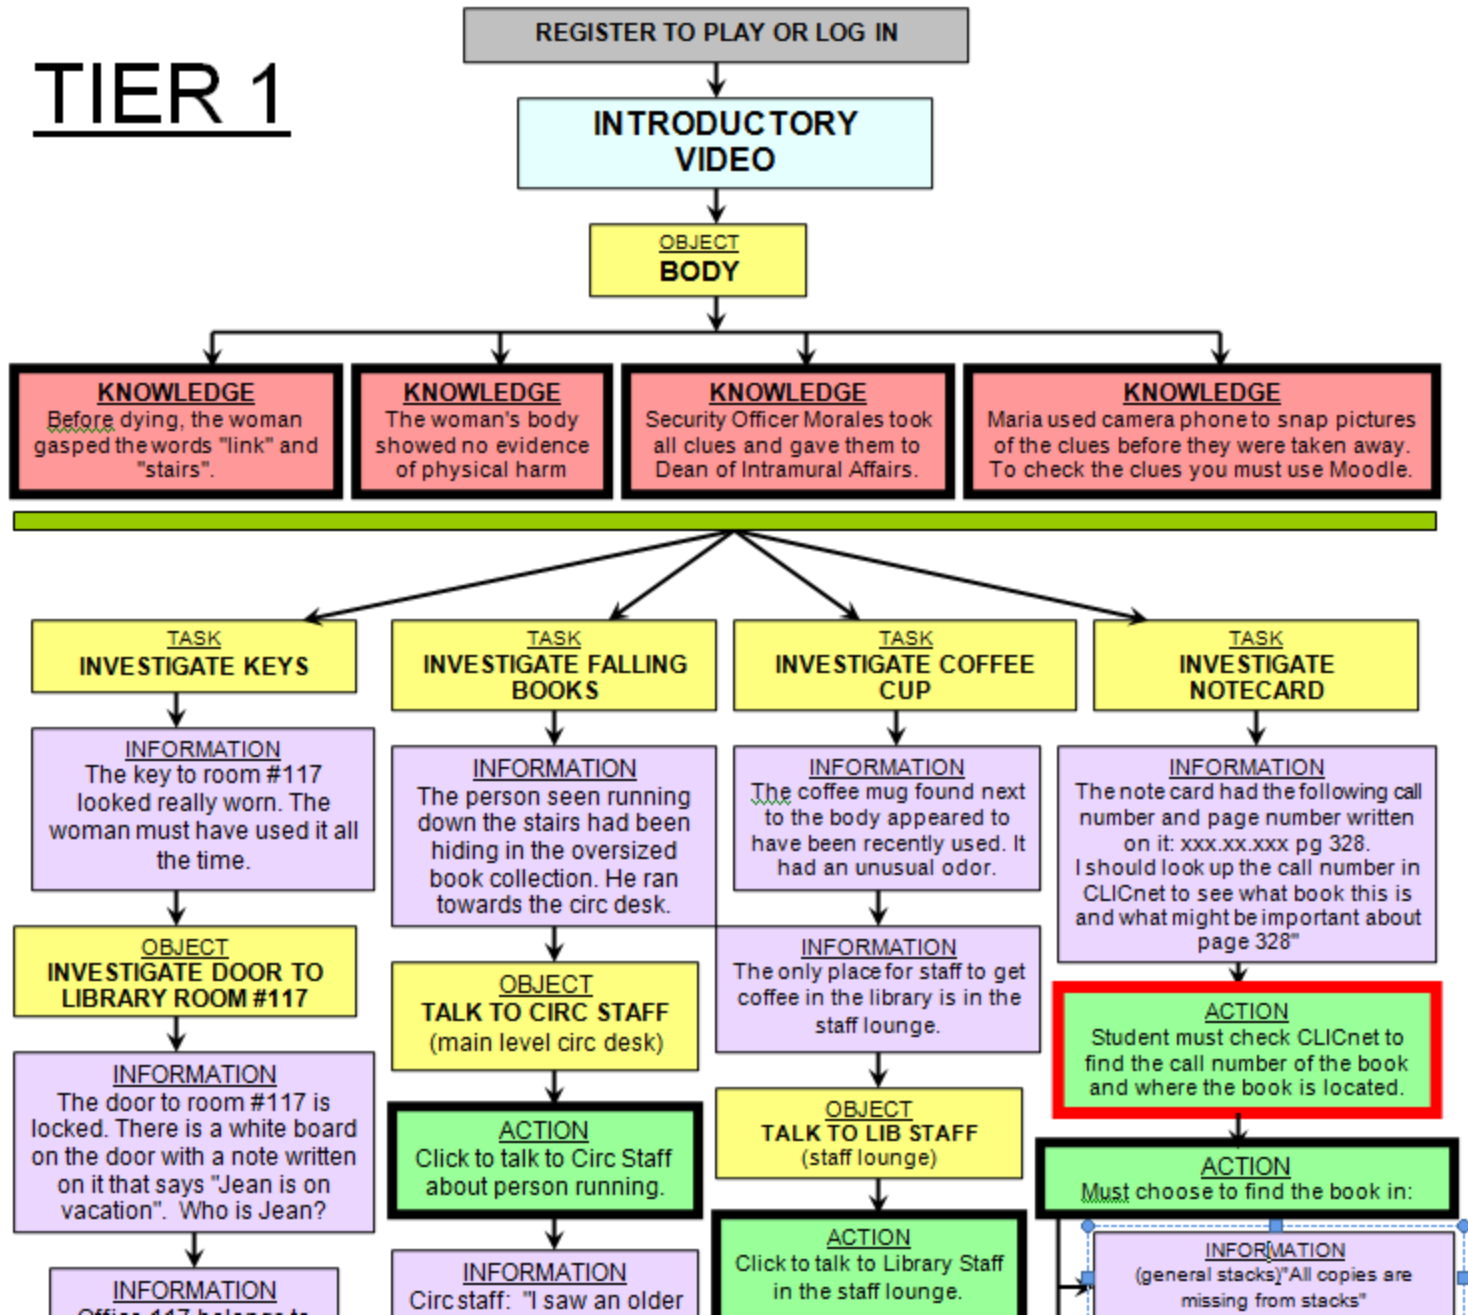 REGISTER TO PLAY OR LOG IN
TIER 1
INTRODUCTORY
VIDEO
OBJECT
BODY
KNOWLEDGE
Before dying, the woman
gasped the words "link" and
"stairs".
KNOWLEDGE
The woman's body
showed no evidence
of physical harm
KNOWLEDGE
Security Officer Morales took
all clues and gave them to
Dean of Intramural Affairs.
KNOWLEDGE
Maria used camera phone to snap pictures
of the clues before they were taken away.
To check the clues you must use Moodle.
TASK
INVESTIGATE KEYS
INFORMATION
The key to room #117
looked really worn. The
woman must have used it all
the time.
OBJECT
INVESTIGATE DOOR TO
LIBRARY ROOM #117
INFORMATION
The door to room #117 is
locked. There is a white board
on the door with a note written
on it that says "Jean is on
vacation". Who is Jean?
INFORMATION
Office 117 belongs to
TASK
INVESTIGATE FALLING
BOOKS
INFORMATION
The person seen running
down the stairs had been
hiding in the oversized
book collection. He ran
towards the circ desk.
OBJECT
TALK TO CIRC STAFF
(main level circ desk)
ACTION
Click to talk to Circ Staff
about person running.
INFORMATION
Circ staff: "I saw an older
TASK
INVESTIGATE COFFEE
CUP
INFORMATION
The coffee mug found next
to the body appeared to
have been recently used. It
had an unusual odor.
INFORMATION
The only place for staff to get
coffee in the library is in the
staff lounge.
OBJECT
TALK TO LIB STAFF
(staff lounge)
ACTION
Click to talk to Library Staff
in the staff lounge.
TASK
INVESTIGATE
NOTECARD
INFORMATION
The note card had the following call
number and page number written
on it: xxx.xx.xxx pg 328.
I should look up the call number in
CLICnet to see what book this is
and what might be important about
page 328"
ACTION
Student must check CLICnet to
find the call number of the book
and where the book is located.
ACTION
Must choose to find the book in:
INFORMATION
(general stacks)"All copies are
missing from stacks"